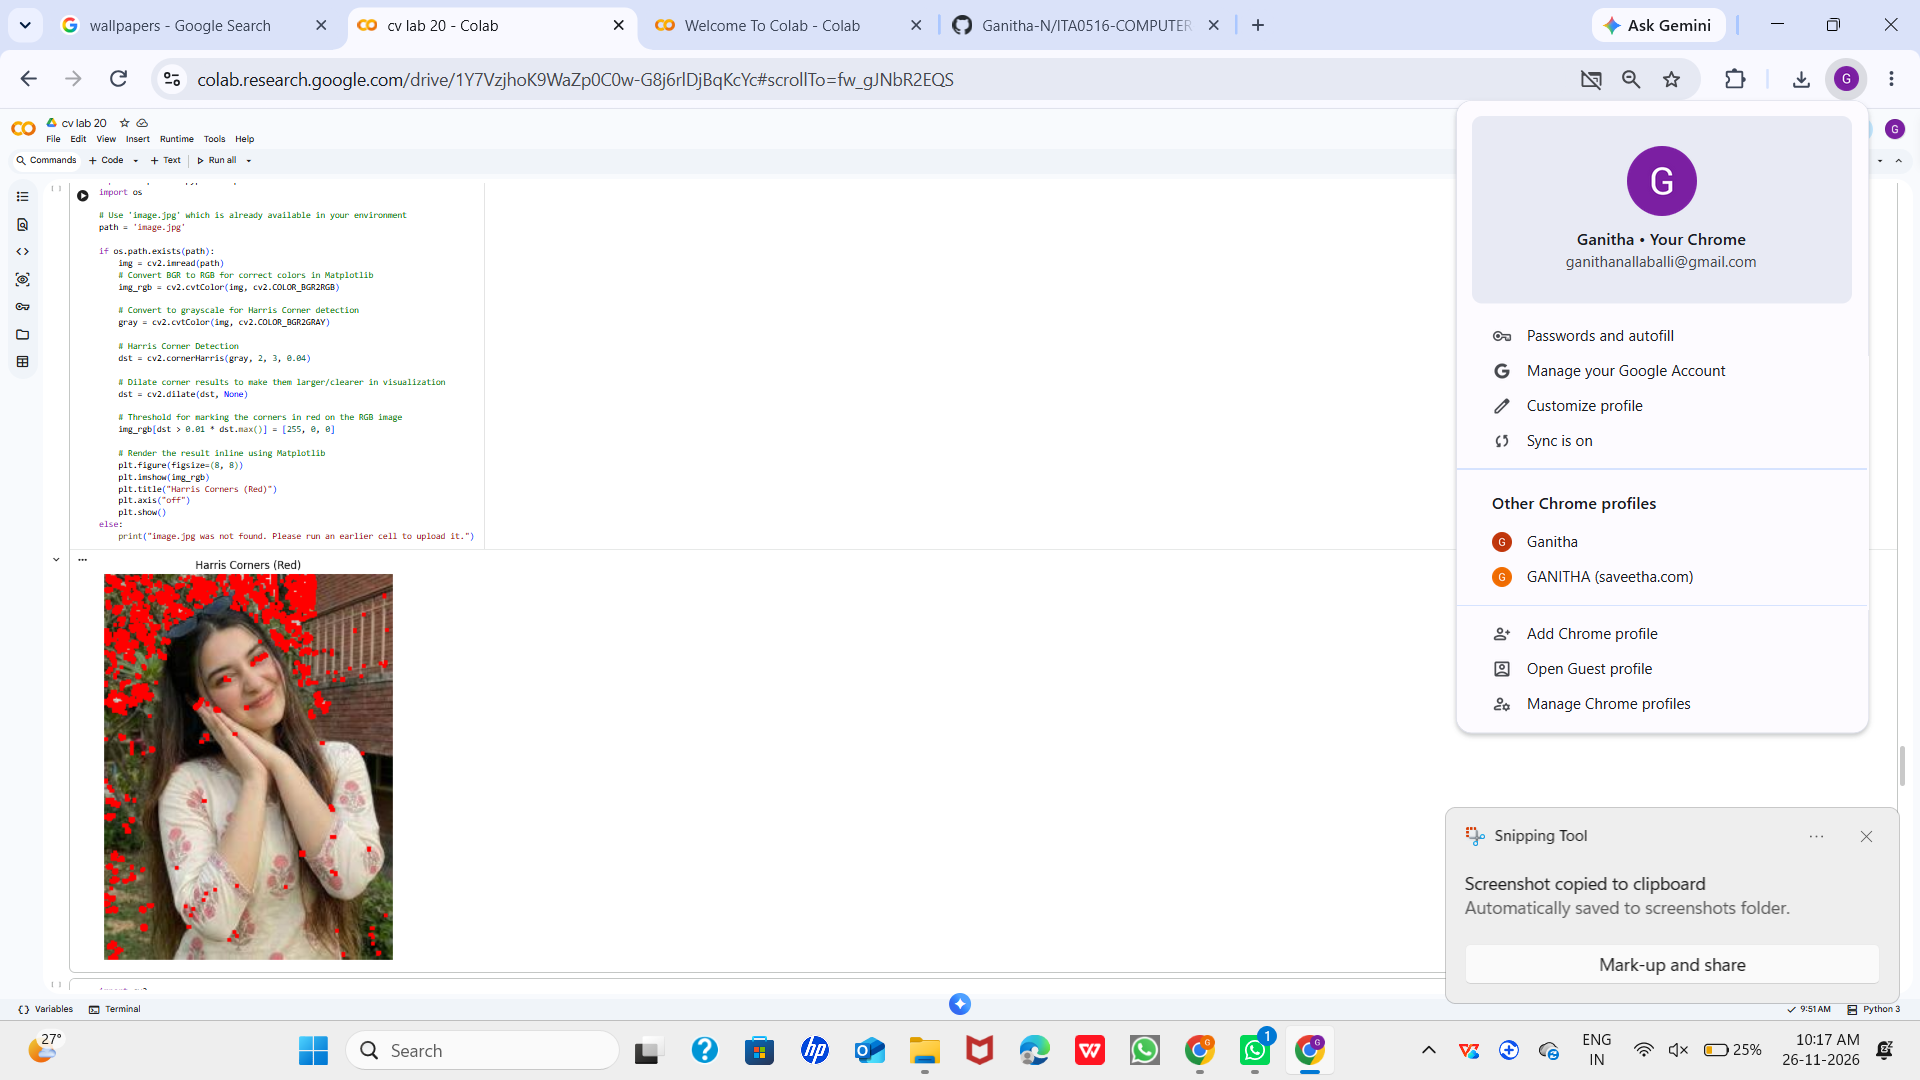 wallpapers - Google Search
cv lab 20 - Colab
Welcome To Colab - Colab
Ganitha-N/ITA0516-COMPUTER
Ask Gemini
colab.research.google.com/drive/1Y7VzjhoK9WaZp0C0w-G8j6rlDjBqKcYc#scrollTo=fw_gJNbR2EQS
G
cv lab 20
File Edit View Insert Runtime Tools Help
G
Commands + Code + Text Run all
import os
# Use 'image.jpg' which is already available in your environment
path = 'image.jpg'
if os.path.exists(path):
img = cv2.imread(path)
# Convert BGR to RGB for correct colors in Matplotlib
img_rgb = cv2.cvtColor(img, cv2.COLOR_BGR2RGB)
# Convert to grayscale for Harris Corner detection
gray = cv2.cvtColor(img, cv2.COLOR_BGR2GRAY)
# Harris Corner Detection
dst = cv2.cornerHarris(gray, 2, 3, 0.04)
# Dilate corner results to make them larger/clearer in visualization
dst = cv2.dilate(dst, None)
# Threshold for marking the corners in red on the RGB image
img_rgb[dst > 0.01 * dst.max()] = [255, 0, 0]
# Render the result inline using Matplotlib
plt.figure(figsize=(8, 8))
plt.imshow(img_rgb)
plt.title("Harris Corners (Red)")
plt.axis("off")
plt.show()
else:
print("image.jpg was not found. Please run an earlier cell to upload it.")
Harris Corners (Red)
G
Ganitha • Your Chrome
ganithanallaballi@gmail.com
Passwords and autofill
Manage your Google Account
Customize profile
Sync is on
Other Chrome profiles
G Ganitha
G GANITHA (saveetha.com)
Add Chrome profile
Open Guest profile
Manage Chrome profiles
Snipping Tool
Screenshot copied to clipboard
Automatically saved to screenshots folder.
Mark-up and share
Variables Terminal
9:51 AM Python 3
27°
Search
1
ENG
IN
25%
10:17 AM
26-11-2026